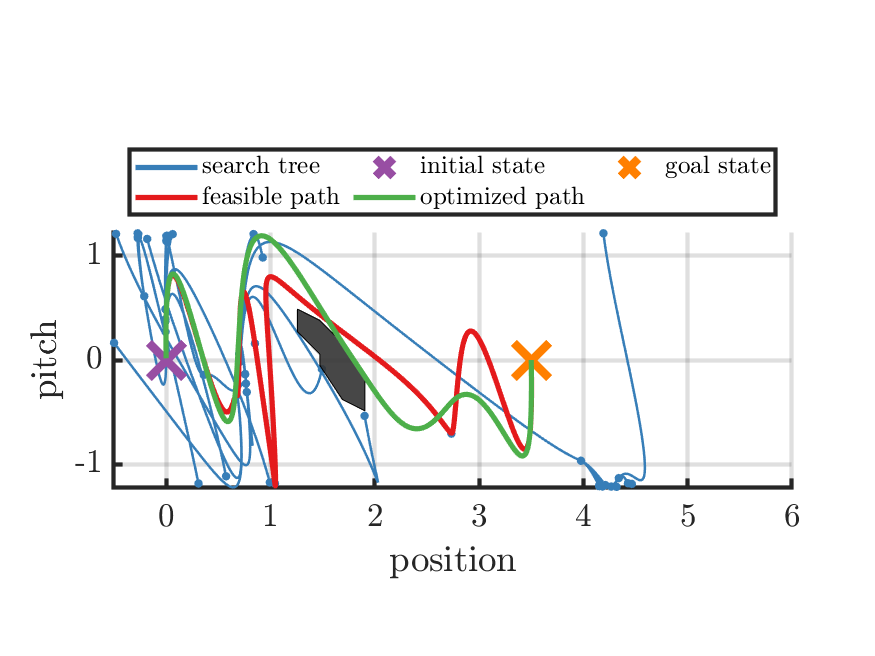 search tree initial state goal state
feasible path optimized path
1
0
-1
pitch
0 1 2 3 4 5 6
position